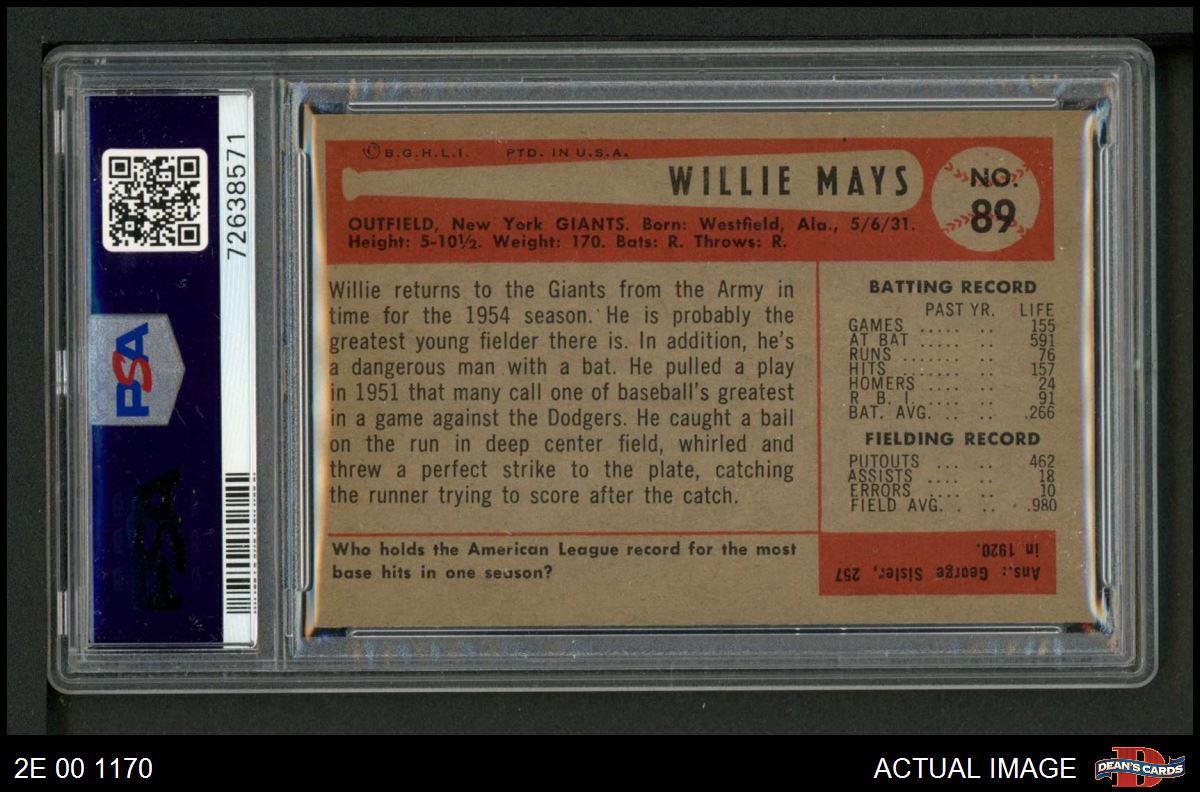 PSA
72638571
©B.G.H.L.I. PTD. IN U.S.A.
WILLIE MAYS
NO.
89
OUTFIELD, New York GIANTS. Born: Westfield, Ala., 5/6/31.
Height: 5-10½. Weight: 170. Bats: R. Throws: R.
Willie returns to the Giants from the Army in
time for the 1954 season. He is probably the
greatest young fielder there is. In addition, he's
a dangerous man with a bat. He pulled a play
in 1951 that many call one of baseball's greatest
in a game against the Dodgers. He caught a ball
on the run in deep center field, whirled and
threw a perfect strike to the plate, catching
the runner trying to score after the catch.
BATTING RECORD
PAST YR. LIFE
GAMES ..... .. 155
AT BAT ..... .. 591
RUNS ..... .. 76
HITS ....... .. 157
HOMERS .... .. 24
R. B. I. .... .. 91
BAT. AVG. .. .. .266
FIELDING RECORD
PUTOUTS ... .. 462
ASSISTS .... .. 18
ERRORS .... .. 10
FIELD AVG. . .. .980
Who holds the American League record for the most
base hits in one season?
Ans.: George Sisler, 257
in 1920.
PSA
2E 00 1170
ACTUAL IMAGE
DEAN'S CARDS